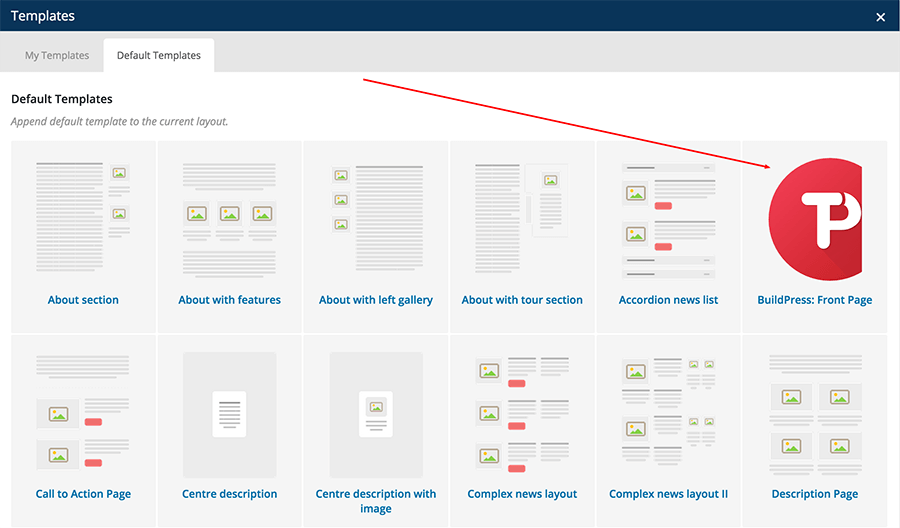 Templates
My Templates
Default Templates
Default Templates
Append default template to the current layout.
About section
About with features
About with left gallery
About with tour section
Accordion news list
BuildPress: Front Page
Call to Action Page
Centre description
Centre description with
image
Complex news layout
Complex news layout II
Description Page